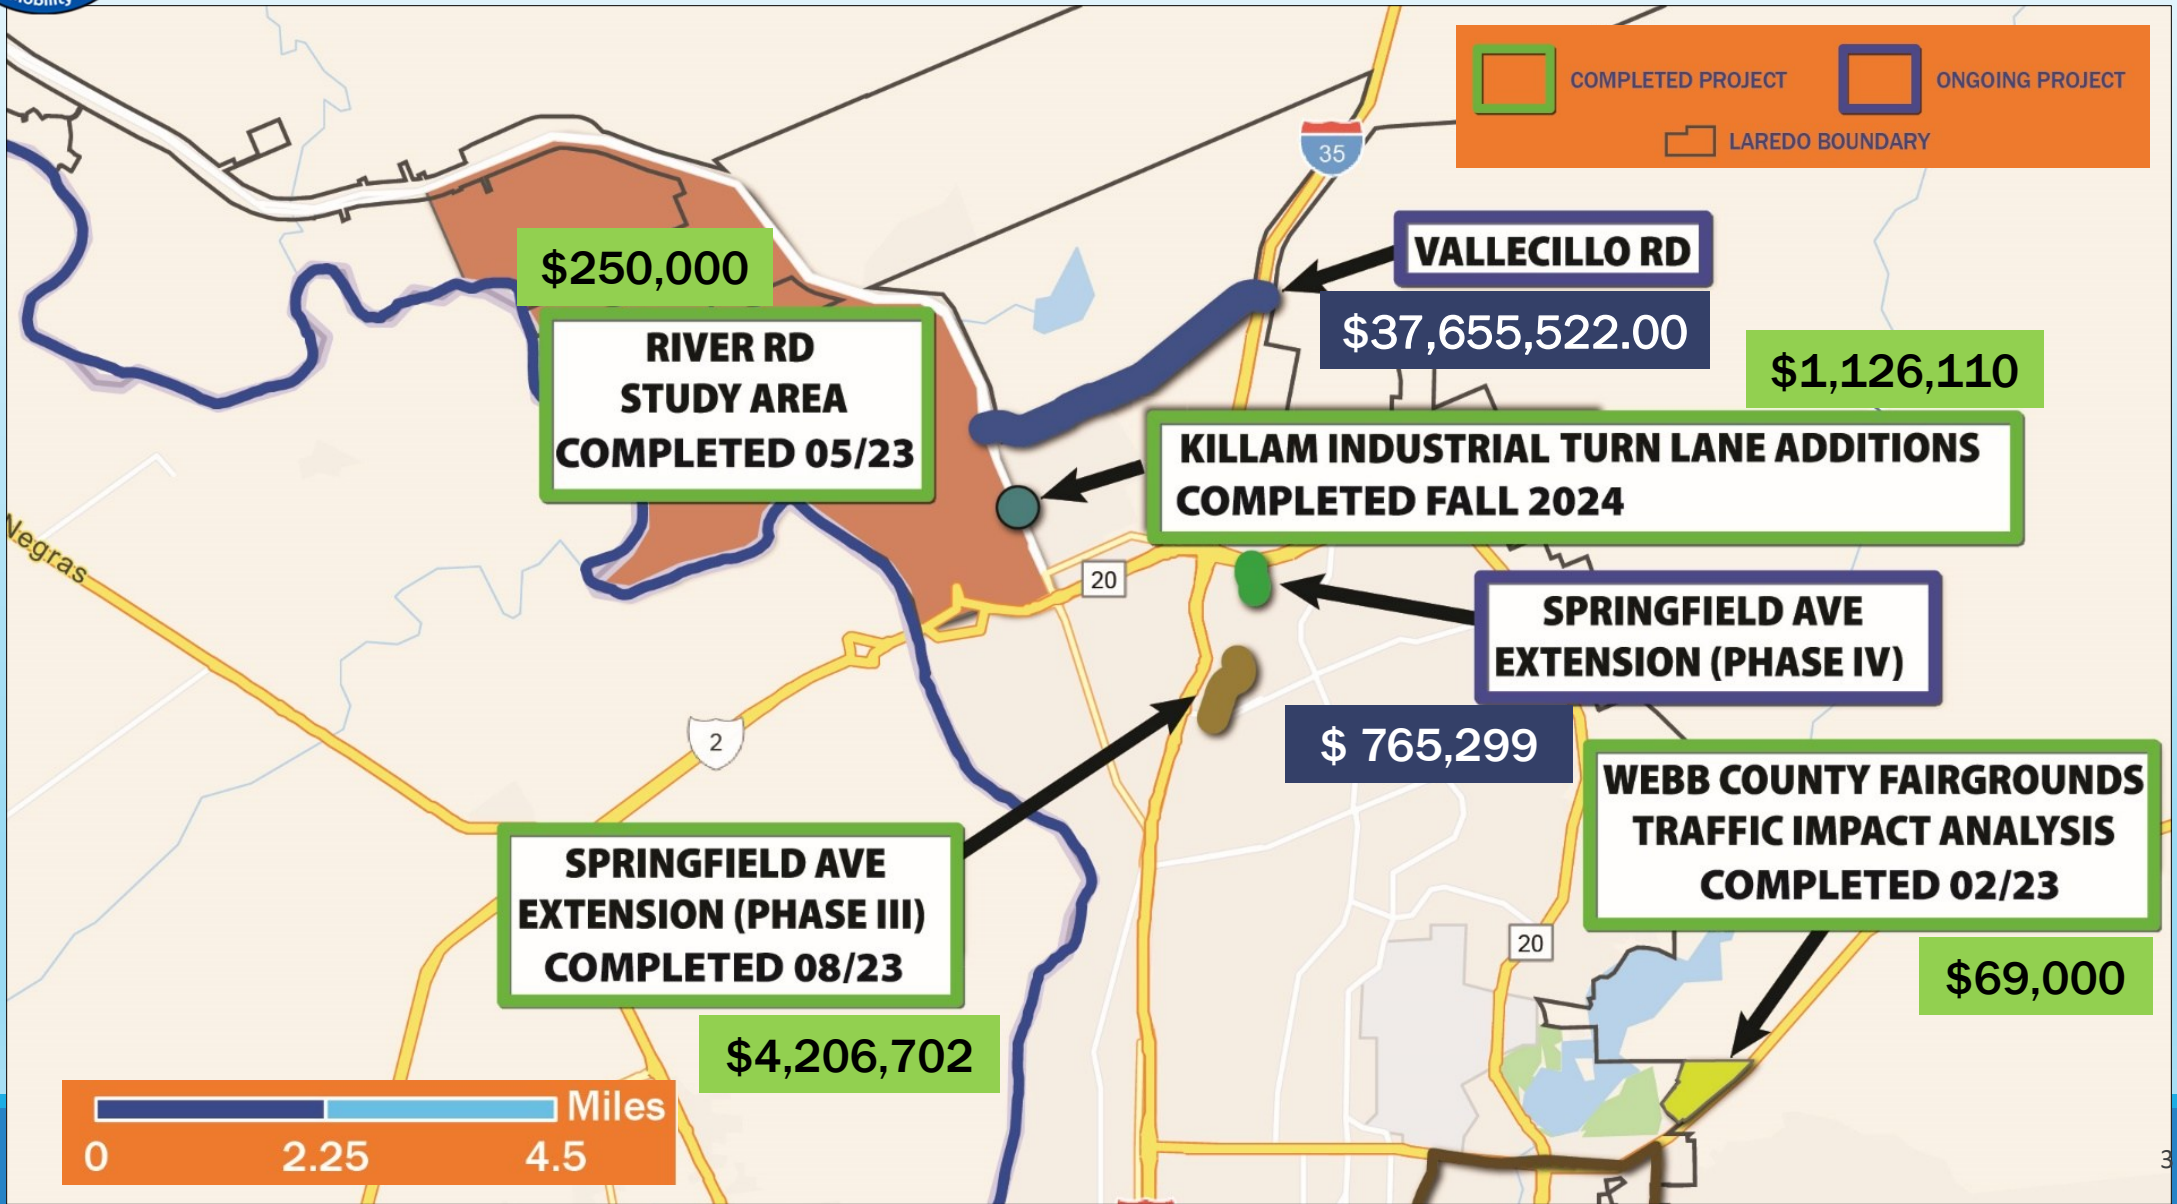 Mobility
COMPLETED PROJECT
ONGOING PROJECT
LAREDO BOUNDARY
35
VALLECILLO RD
$37,655,522.00
$250,000
RIVER RD
STUDY AREA
COMPLETED 05/23
$1,126,110
KILLAM INDUSTRIAL TURN LANE ADDITIONS
COMPLETED FALL 2024
Negras
20
SPRINGFIELD AVE
EXTENSION (PHASE IV)
$ 765,299
2
WEBB COUNTY FAIRGROUNDS
TRAFFIC IMPACT ANALYSIS
COMPLETED 02/23
$69,000
SPRINGFIELD AVE
EXTENSION (PHASE III)
COMPLETED 08/23
$4,206,702
20
Miles
0 2.25 4.5
3